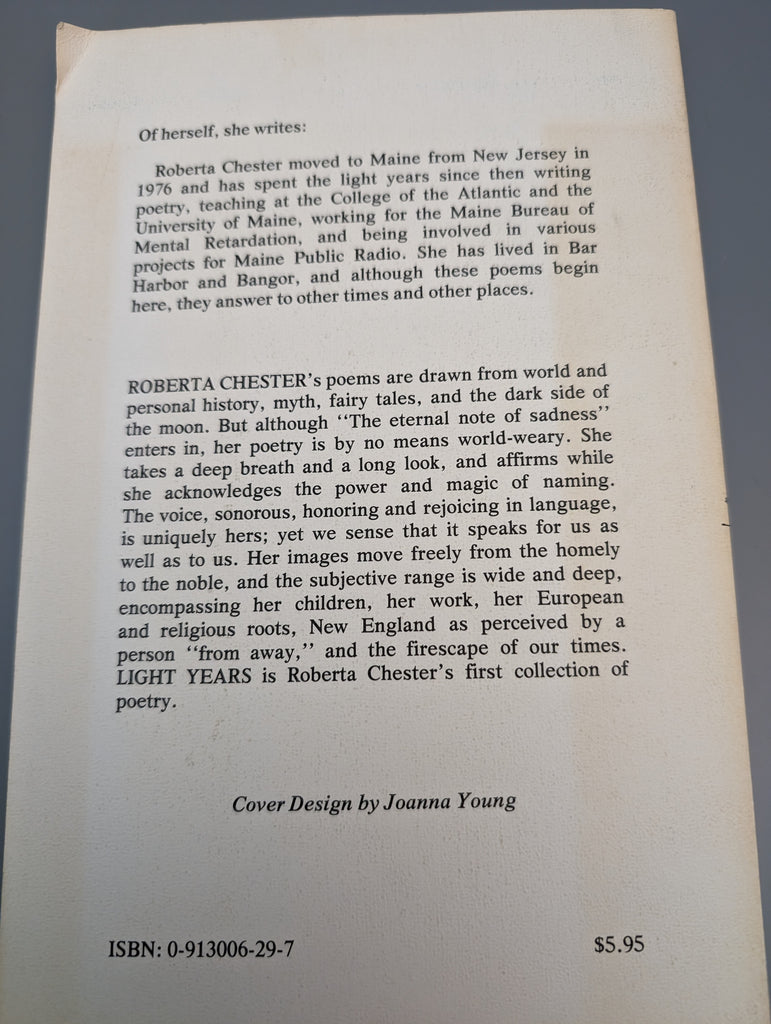 Of herself, she writes:
Roberta Chester moved to Maine from New Jersey in
1976 and has spent the light years since then writing
poetry, teaching at the College of the Atlantic and the
University of Maine, working for the Maine Bureau of
Mental Retardation, and being involved in various
projects for Maine Public Radio. She has lived in Bar
Harbor and Bangor, and although these poems begin
here, they answer to other times and other places.
ROBERTA CHESTER's poems are drawn from world and
personal history, myth, fairy tales, and the dark side of
the moon. But although ‘‘The eternal note of sadness’’
enters in, her poetry is by no means world-weary. She
takes a deep breath and a long look, and affirms while
she acknowledges the power and magic of naming.
The voice, sonorous, honoring and rejoicing in language,
is uniquely hers; yet we sense that it speaks for us as
well as to us. Her images move freely from the homely
to the noble, and the subjective range is wide and deep,
encompassing her children, her work, her European
and religious roots, New England as perceived by a
person ‘‘from away,’’ and the firescape of our times.
LIGHT YEARS is Roberta Chester's first collection of
poetry.
Cover Design by Joanna Young
ISBN: 0-913006-29-7
$5.95